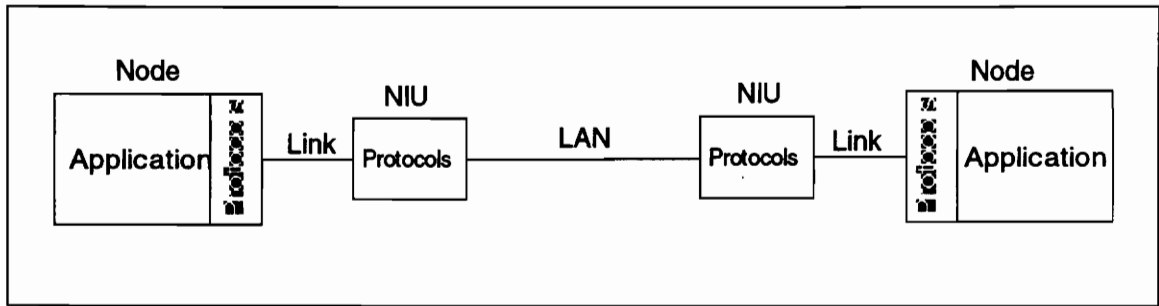 Node
Node
NIU
NIU
Application
Link
Protocols
LAN
Protocols
Link
Application